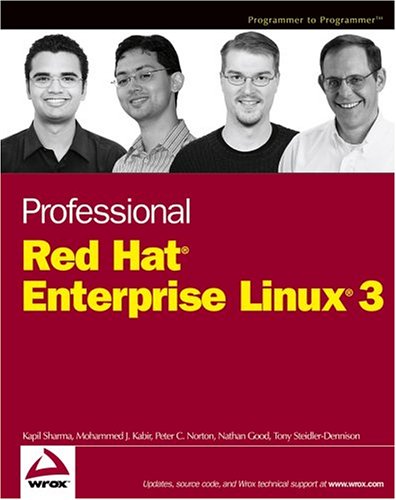 Programmer to Programmer™
Professional
Red Hat®
Enterprise Linux® 3
Kapil Sharma, Mohammed J. Kabir, Peter C. Norton, Nathan Good, Tony Steidler-Dennison
wrox™
Updates, source code, and Wrox technical support at www.wrox.com